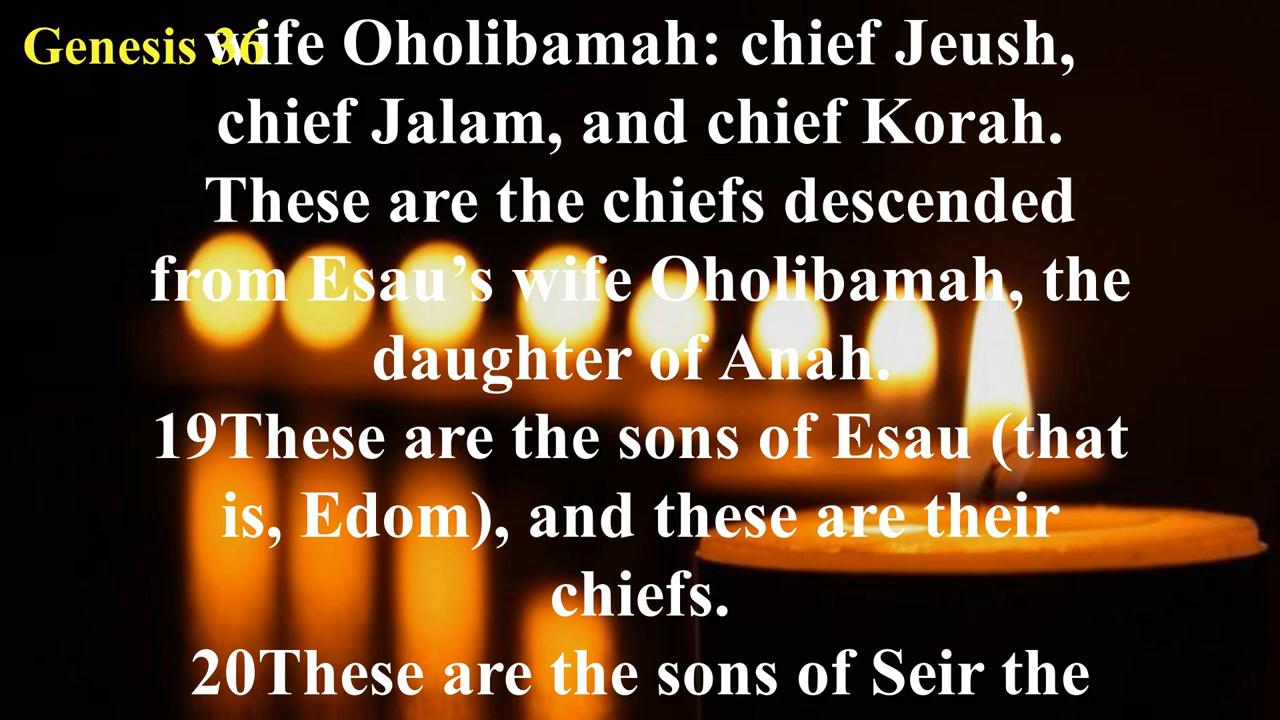 Genesis 36
wife Oholibamah: chief Jeush,
chief Jalam, and chief Korah.
These are the chiefs descended
from Esau’s wife Oholibamah, the
daughter of Anah.
19These are the sons of Esau (that
is, Edom), and these are their
chiefs.
20These are the sons of Seir the